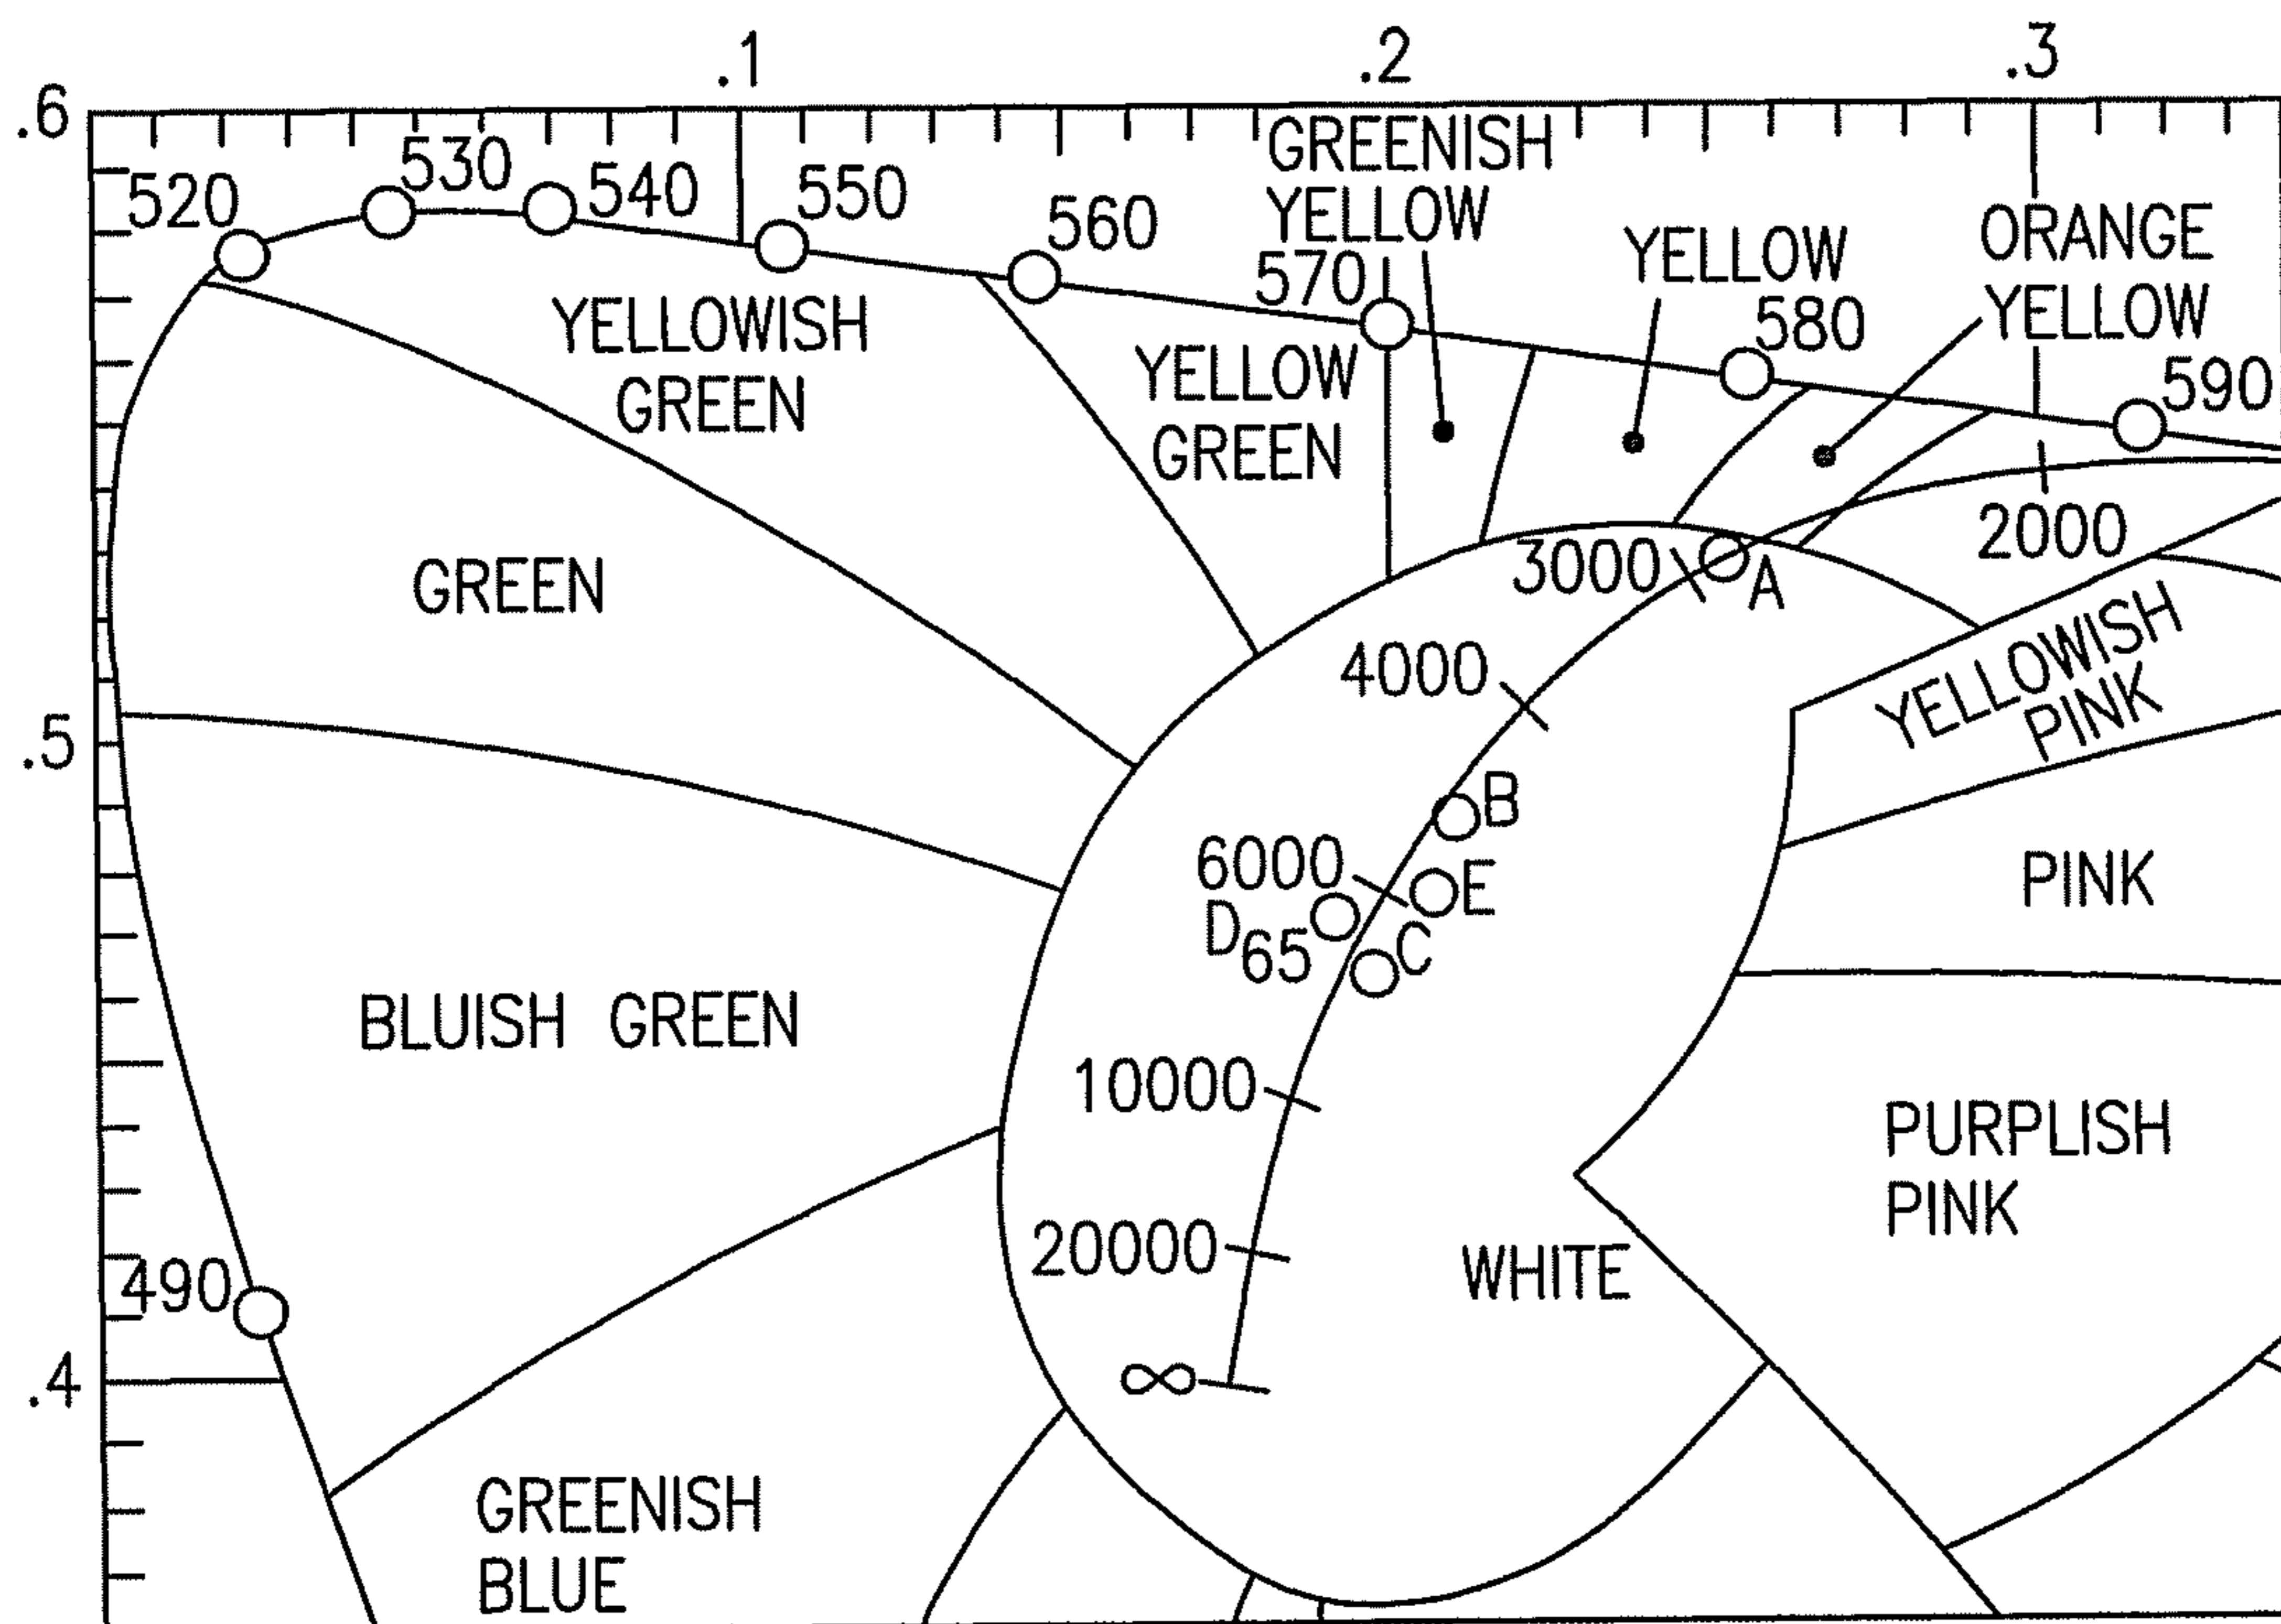 .1
.2
.3
.6
520
530
540
550
560
570
GREENISH
YELLOW
YELLOW
580
ORANGE
YELLOW
590
YELLOWISH
GREEN
YELLOW
GREEN
GREEN
3000
A
2000
4000
YELLOWISH
PINK
.5
B
6000
E
D65
C
PINK
BLUISH GREEN
10000
PURPLISH
PINK
20000
WHITE
490
∞
.4
GREENISH
BLUE